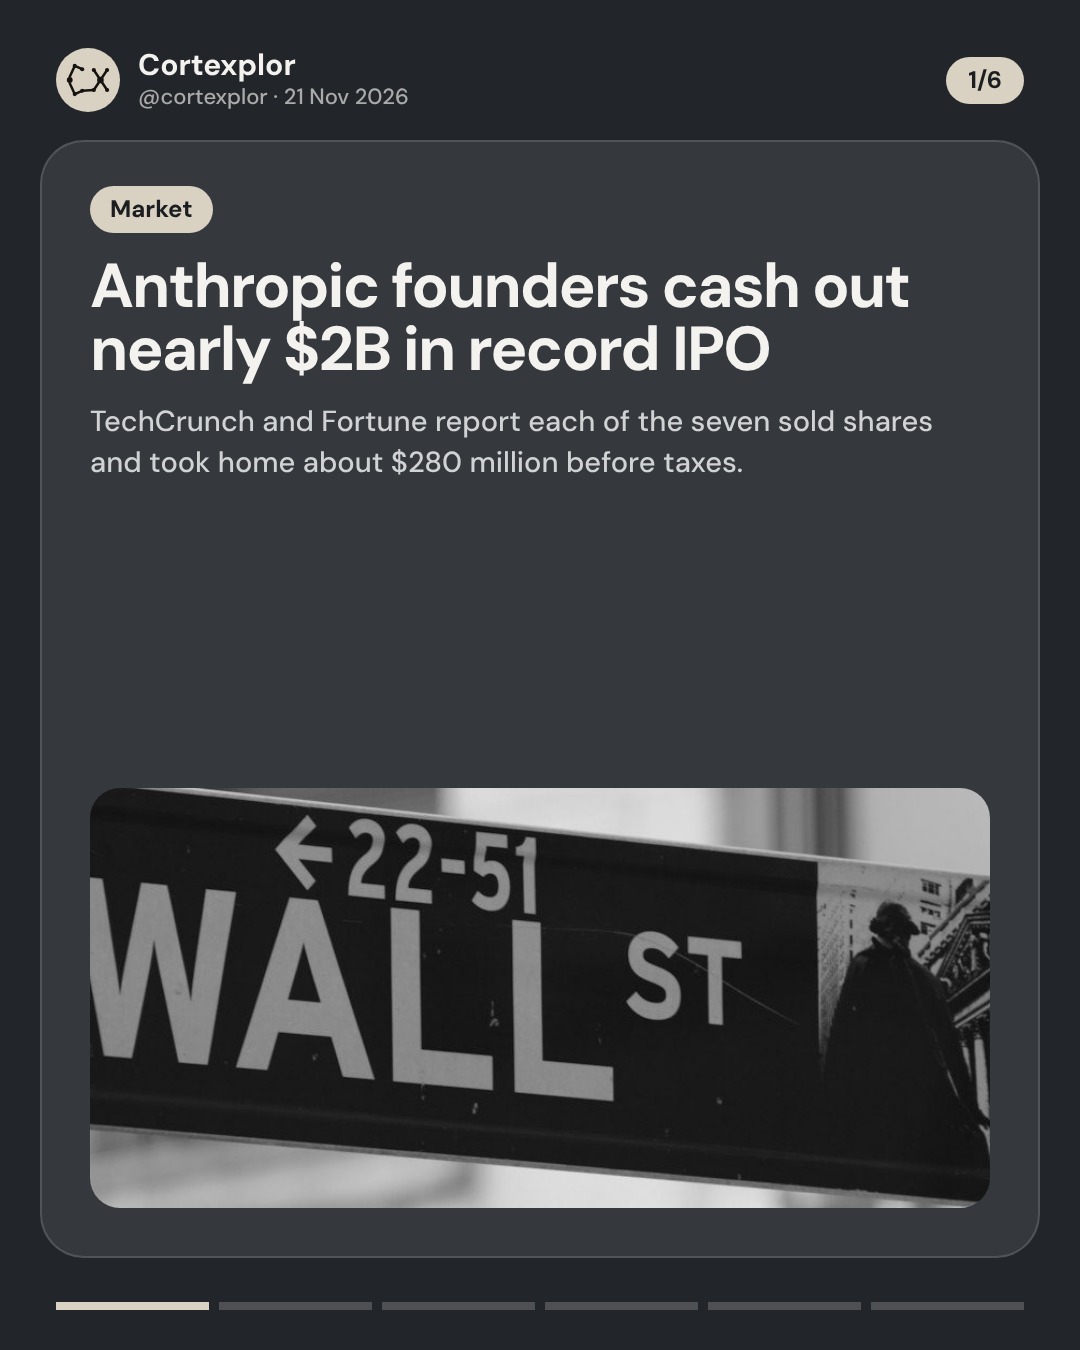 Cortexplor
@cortexplor · 21 Nov 2026
1/6
Market
Anthropic founders cash out
nearly $2B in record IPO
TechCrunch and Fortune report each of the seven sold shares
and took home about $280 million before taxes.
←22-51
WALL ST